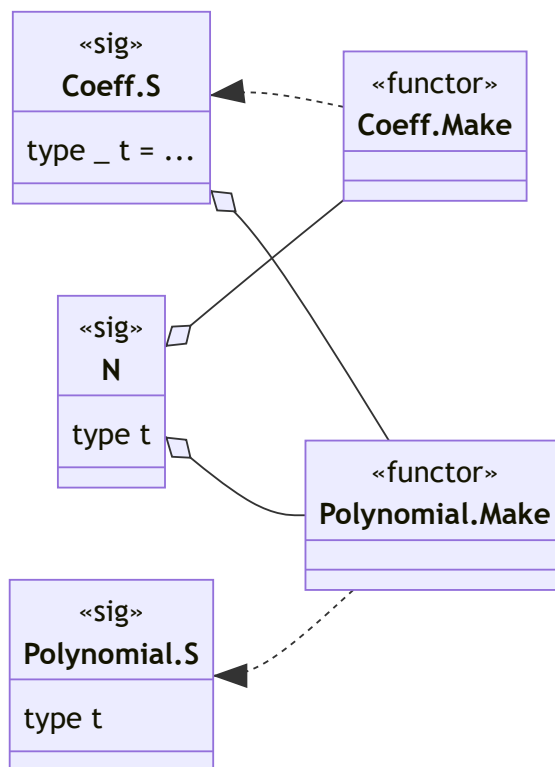 «sig»
Coeff.S
type _ t = ...
«functor»
Coeff.Make
«sig»
N
type t
«functor»
Polynomial.Make
«sig»
Polynomial.S
type t